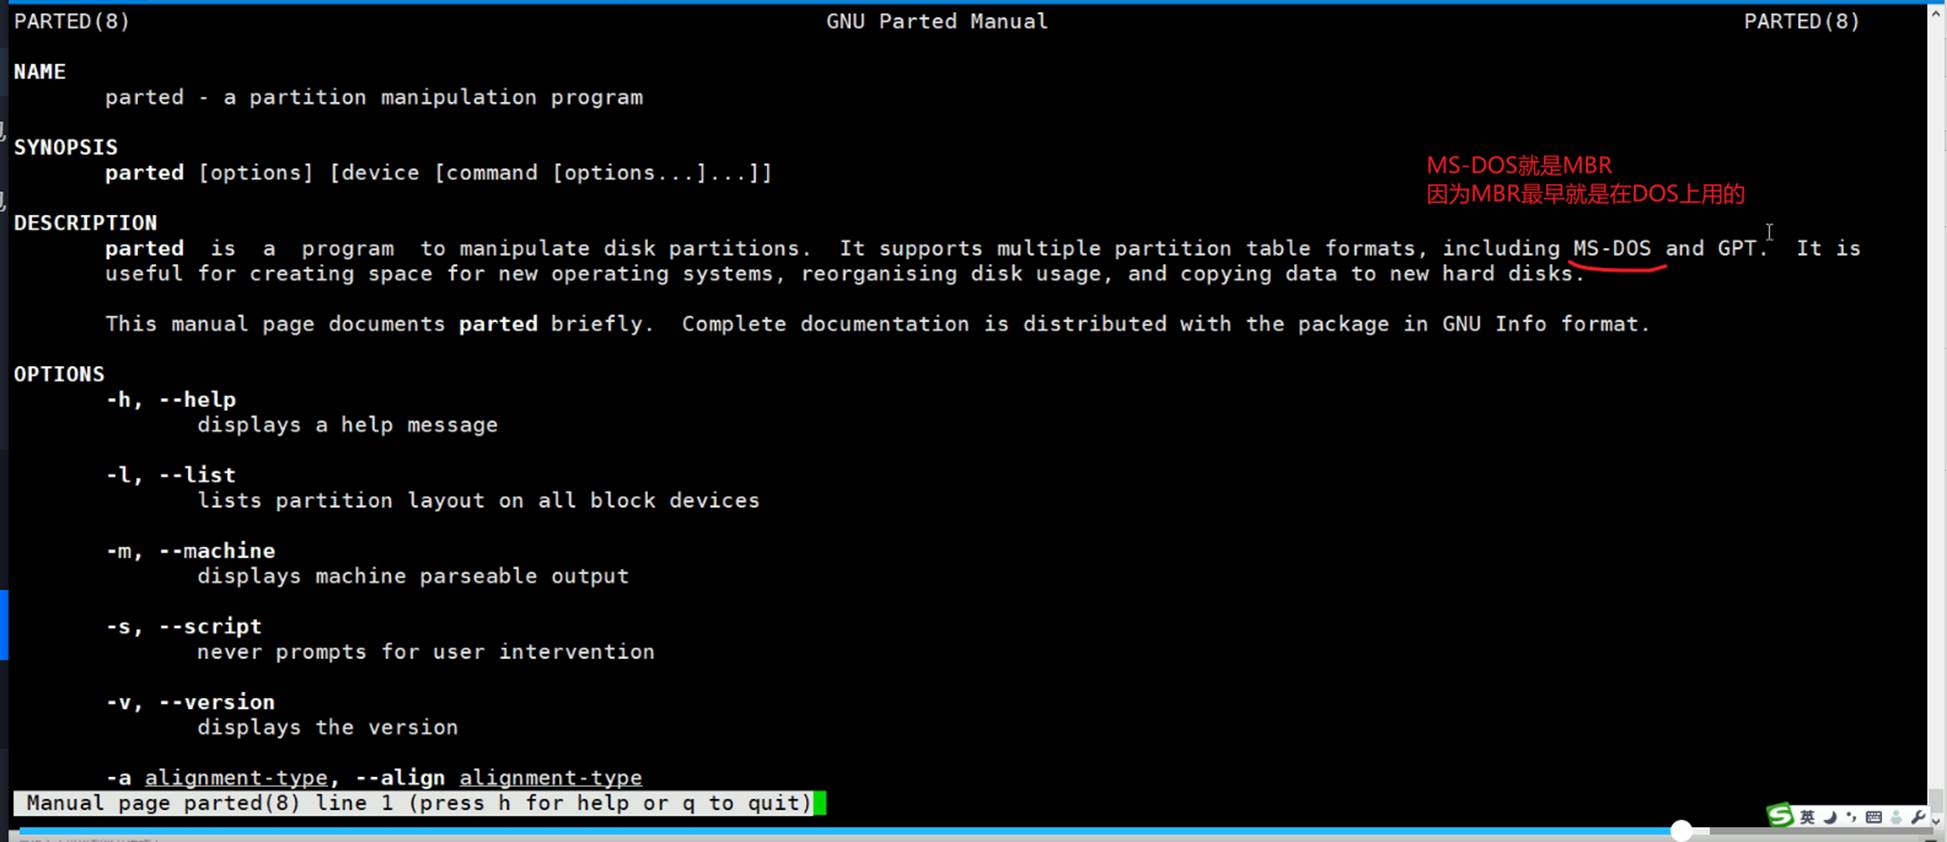 PARTED(8) GNU Parted Manual PARTED(8)
NAME
parted - a partition manipulation program
SYNOPSIS
parted [options] [device [command [options...]...]]
MS-DOS就是MBR
因为MBR最早就是在DOS上用的
DESCRIPTION
parted is a program to manipulate disk partitions. It supports multiple partition table formats, including MS-DOS and GPT. It is
useful for creating space for new operating systems, reorganising disk usage, and copying data to new hard disks.
This manual page documents parted briefly. Complete documentation is distributed with the package in GNU Info format.
OPTIONS
-h, --help
displays a help message
-l, --list
lists partition layout on all block devices
-m, --machine
displays machine parseable output
-s, --script
never prompts for user intervention
-v, --version
displays the version
-a alignment-type, --align alignment-type
Manual page parted(8) line 1 (press h for help or q to quit)
英